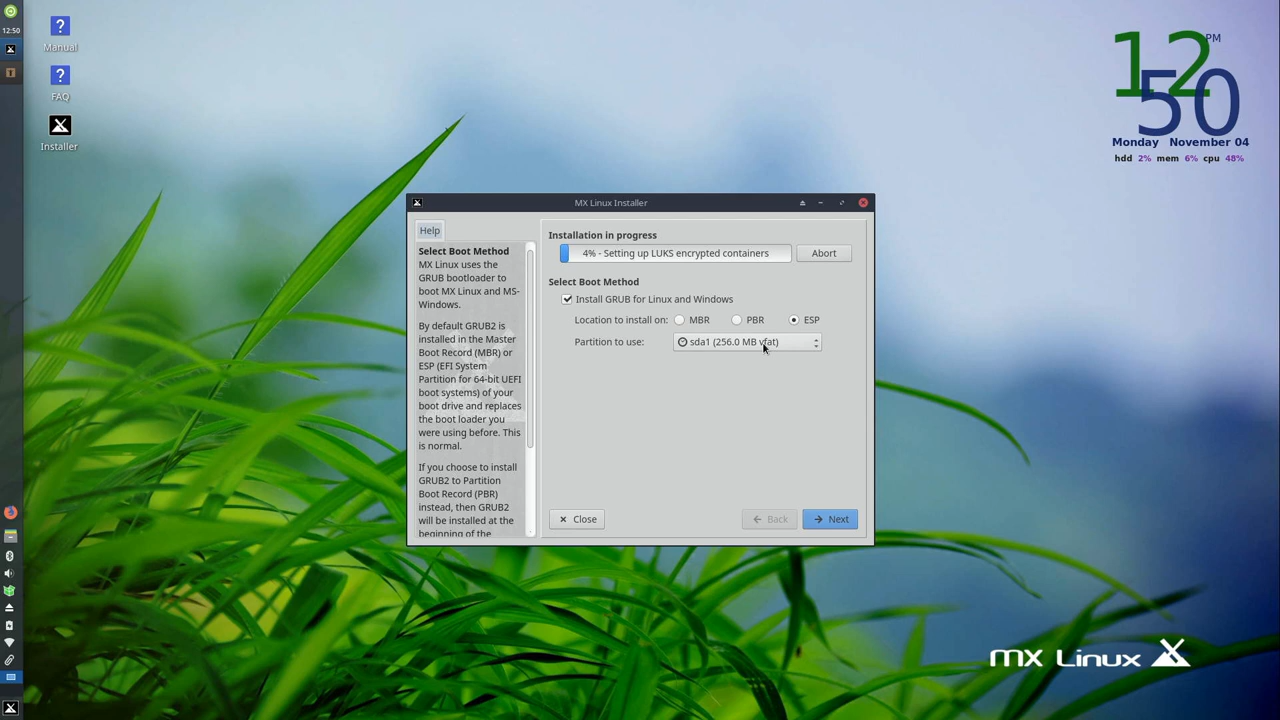 12:50
Manual
FAQ
Installer
12 PM
50
Monday November 04
hdd 2% mem 6% cpu 48%
MX Linux Installer
Help
Select Boot Method
MX Linux uses the
GRUB bootloader to
boot MX Linux and MS-
Windows.
By default GRUB2 is
installed in the Master
Boot Record (MBR) or
ESP (EFI System
Partition for 64-bit UEFI
boot systems) of your
boot drive and replaces
the boot loader you
were using before. This
is normal.
If you choose to install
GRUB2 to Partition
Boot Record (PBR)
instead, then GRUB2
will be installed at the
beginning of the
Installation in progress
4% - Setting up LUKS encrypted containers
Abort
Select Boot Method
Install GRUB for Linux and Windows
Location to install on: MBR PBR ESP
Partition to use: sda1 (256.0 MB vfat)
Close
Back
Next
mx Linux